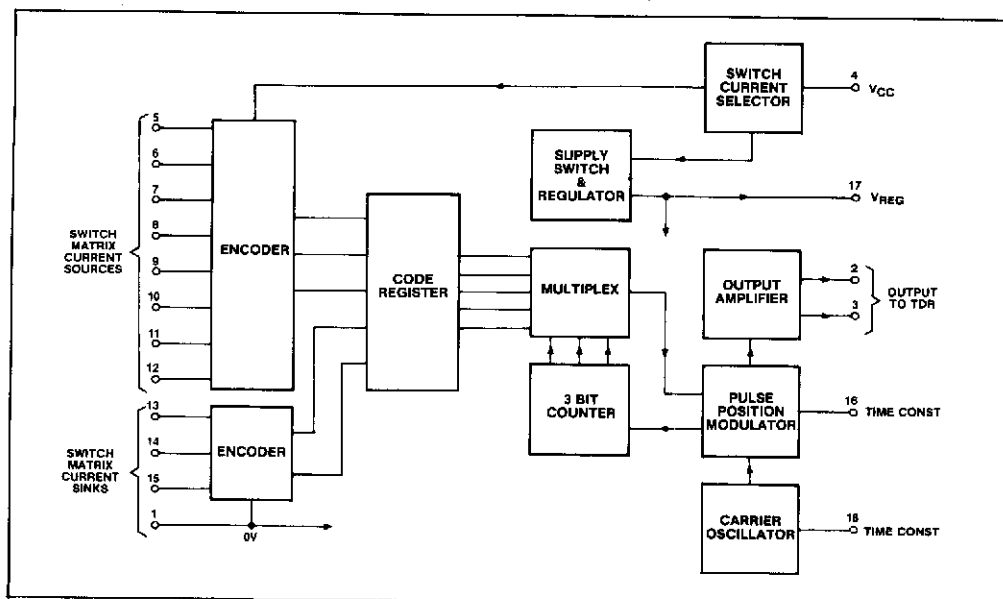 SWITCH
CURRENT
SELECTOR
4
VCC
5
6
7
8
9
10
11
12
SWITCH
MATRIX
CURRENT
SOURCES
ENCODER
SUPPLY
SWITCH
&
REGULATOR
17
VREG
CODE
REGISTER
MULTIPLEX
OUTPUT
AMPLIFIER
2
3
OUTPUT
TO TDR
13
14
15
1
SWITCH
MATRIX
CURRENT
SINKS
ENCODER
0V
3 BIT
COUNTER
PULSE
POSITION
MODULATOR
16
TIME CONST
CARRIER
OSCILLATOR
18
TIME CONST